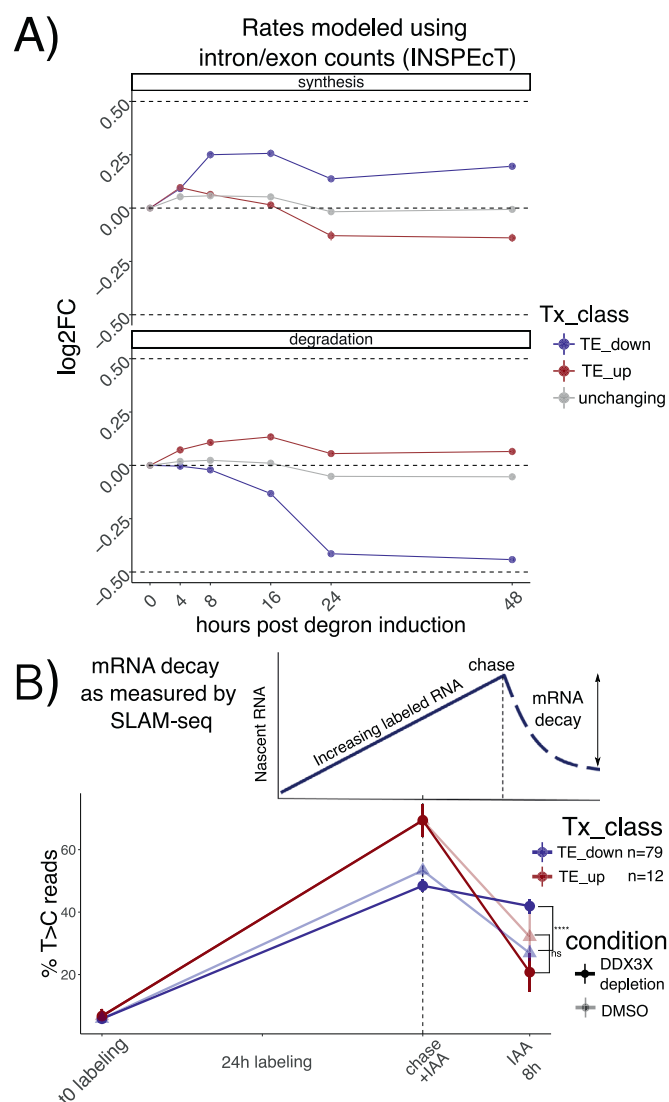 A)
Rates modeled using
intron/exon counts (INSPEcT)
synthesis
0.50
0.25
0.00
−0.25
−0.50
degradation
0.50
0.25
0.00
−0.25
−0.50
log2FC
0
4
8
16
24
48
hours post degron induction
Tx_class
TE_down
TE_up
unchanging
B)
mRNA decay
as measured by
SLAM-seq
Nascent RNA
Increasing labeled RNA
chase
mRNA
decay
% T>C reads
60
40
20
t0 labeling
24h labeling
chase
+IAA
IAA
8h
Tx_class
TE_down n=79
TE_up n=12
****
ns
condition
DDX3X
depletion
DMSO